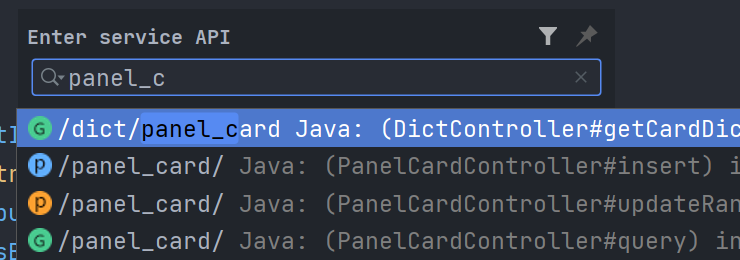 Enter service API
panel_c
G /dict/panel_card Java: (DictController#getCardDic
p /panel_card/ Java: (PanelCardController#insert) i
p /panel_card/ Java: (PanelCardController#updateRan
G /panel_card/ Java: (PanelCardController#query) in